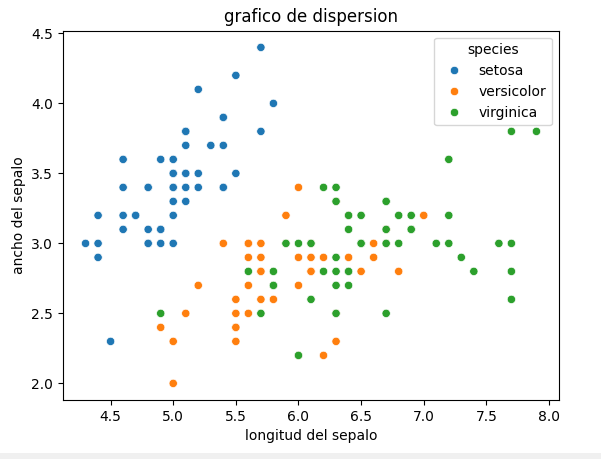 grafico de dispersion
species
setosa
versicolor
virginica
ancho del sepalo
4.5
4.0
3.5
3.0
2.5
2.0
4.5 5.0 5.5 6.0 6.5 7.0 7.5 8.0
longitud del sepalo